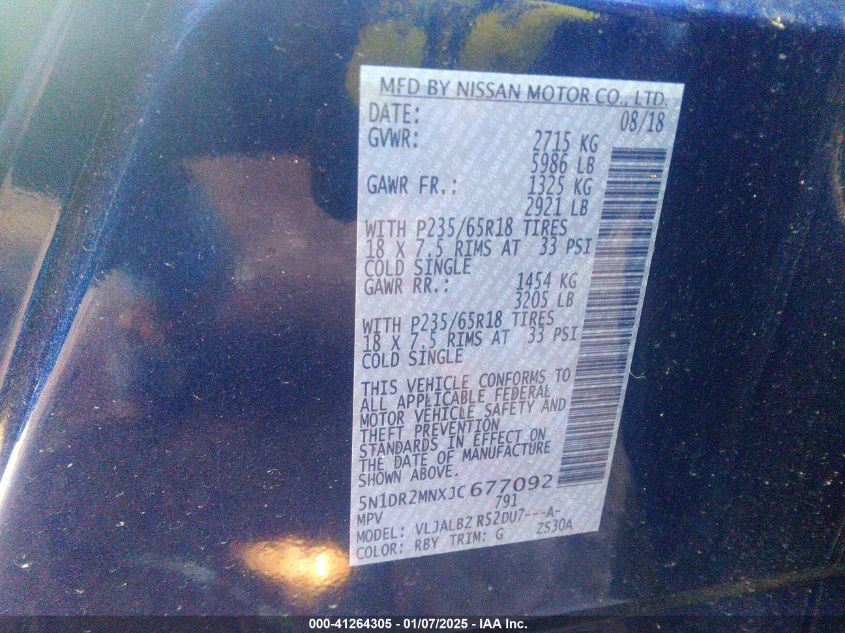 MFD BY NISSAN MOTOR CO., LTD.
DATE: 08/18
GVWR: 2715 KG
5986 LB
GAWR FR.: 1325 KG
2921 LB
WITH P235/65R18 TIRES
18 X 7.5 RIMS AT 33 PSI
COLD SINGLE
GAWR RR.: 1454 KG
3205 LB
WITH P235/65R18 TIRES
18 X 7.5 RIMS AT 33 PSI
COLD SINGLE
THIS VEHICLE CONFORMS TO
ALL APPLICABLE FEDERAL
MOTOR VEHICLE SAFETY AND
THEFT PREVENTION
STANDARDS IN EFFECT ON
THE DATE OF MANUFACTURE
SHOWN ABOVE.
5N1DR2MNXJC677092
MPV 791
MODEL: VLJALBZ R52DU7---A-
COLOR: RBY TRIM: G ZS30A
000-41264305 - 01/07/2025 - IAA Inc.